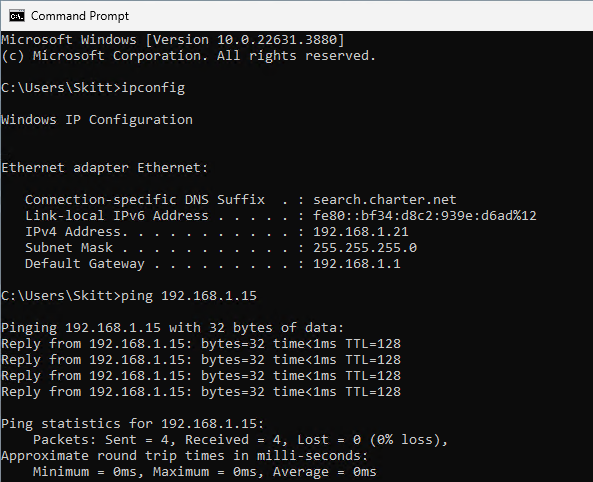 Command Prompt
Microsoft Windows [Version 10.0.22631.3880]
(c) Microsoft Corporation. All rights reserved.
C:\Users\Skitt>ipconfig
Windows IP Configuration
Ethernet adapter Ethernet:
Connection-specific DNS Suffix  . : search.charter.net
Link-local IPv6 Address . . . . . : fe80::bf34:d8c2:939e:d6ad%12
IPv4 Address. . . . . . . . . . . : 192.168.1.21
Subnet Mask . . . . . . . . . . . : 255.255.255.0
Default Gateway . . . . . . . . . : 192.168.1.1
C:\Users\Skitt>ping 192.168.1.15
Pinging 192.168.1.15 with 32 bytes of data:
Reply from 192.168.1.15: bytes=32 time<1ms TTL=128
Reply from 192.168.1.15: bytes=32 time<1ms TTL=128
Reply from 192.168.1.15: bytes=32 time<1ms TTL=128
Reply from 192.168.1.15: bytes=32 time<1ms TTL=128
Ping statistics for 192.168.1.15:
Packets: Sent = 4, Received = 4, Lost = 0 (0% loss),
Approximate round trip times in milli-seconds:
Minimum = 0ms, Maximum = 0ms, Average = 0ms